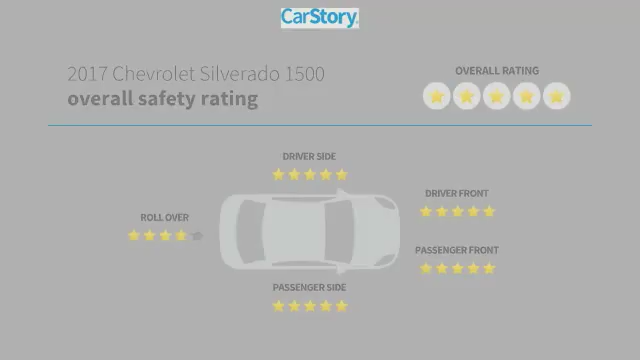 CarStory
2017 Chevrolet Silverado 1500
overall safety rating
OVERALL RATING
DRIVER SIDE
DRIVER FRONT
ROLL OVER
PASSENGER FRONT
PASSENGER SIDE